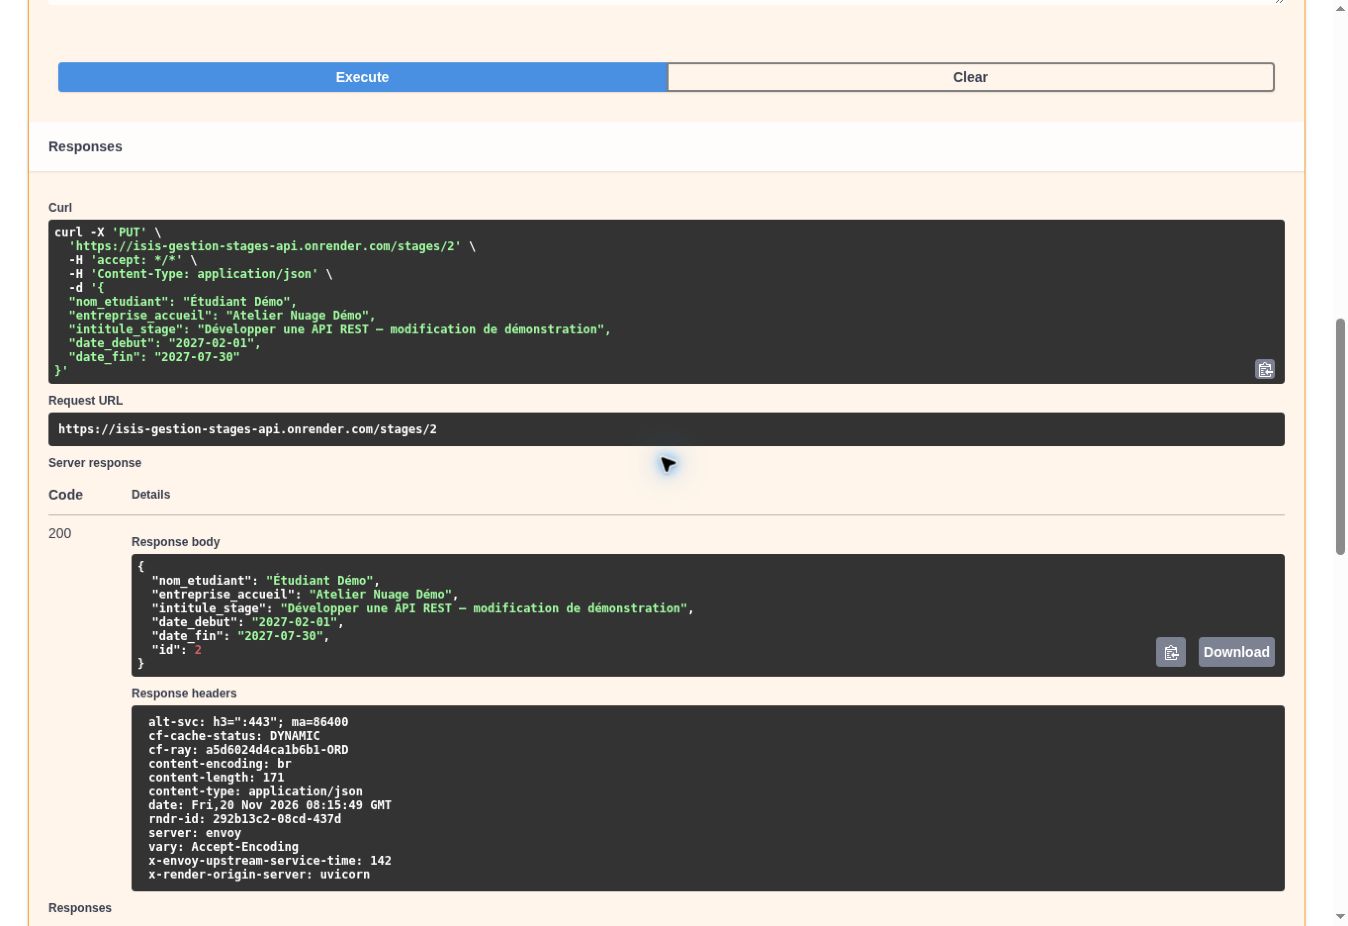 Execute
Clear
Responses
Curl
curl -X 'PUT' \
  'https://isis-gestion-stages-api.onrender.com/stages/2' \
  -H 'accept: */*' \
  -H 'Content-Type: application/json' \
  -d '{
  "nom_etudiant": "Étudiant Démo",
  "entreprise_accueil": "Atelier Nuage Démo",
  "intitule_stage": "Développer une API REST — modification de démonstration",
  "date_debut": "2027-02-01",
  "date_fin": "2027-07-30"
}'
Request URL
https://isis-gestion-stages-api.onrender.com/stages/2
Server response
Code Details
200
Response body
{
  "nom_etudiant": "Étudiant Démo",
  "entreprise_accueil": "Atelier Nuage Démo",
  "intitule_stage": "Développer une API REST — modification de démonstration",
  "date_debut": "2027-02-01",
  "date_fin": "2027-07-30",
  "id": 2
}
Download
Response headers
alt-svc: h3=":443"; ma=86400
cf-cache-status: DYNAMIC
cf-ray: a5d6024d4ca1b6b1-ORD
content-encoding: br
content-length: 171
content-type: application/json
date: Fri,20 Nov 2026 08:15:49 GMT
rndr-id: 292b13c2-08cd-437d
server: envoy
vary: Accept-Encoding
x-envoy-upstream-service-time: 142
x-render-origin-server: uvicorn
Responses